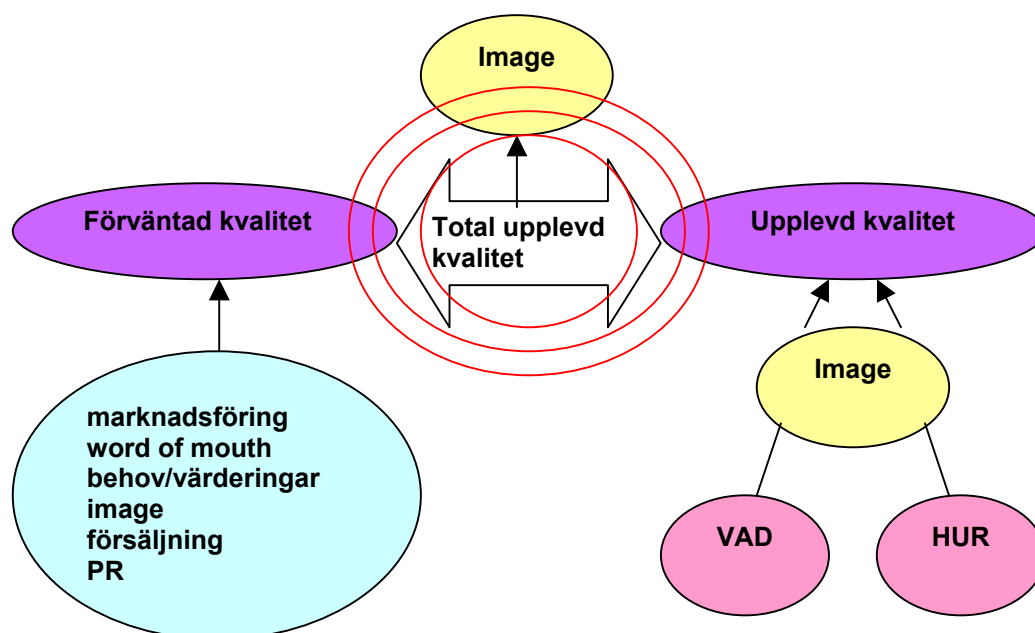 Image
Förväntad kvalitet
Total upplevd
kvalitet
Upplevd kvalitet
marknadsföring
word of mouth
behov/värderingar
image
försäljning
PR
Image
VAD
HUR